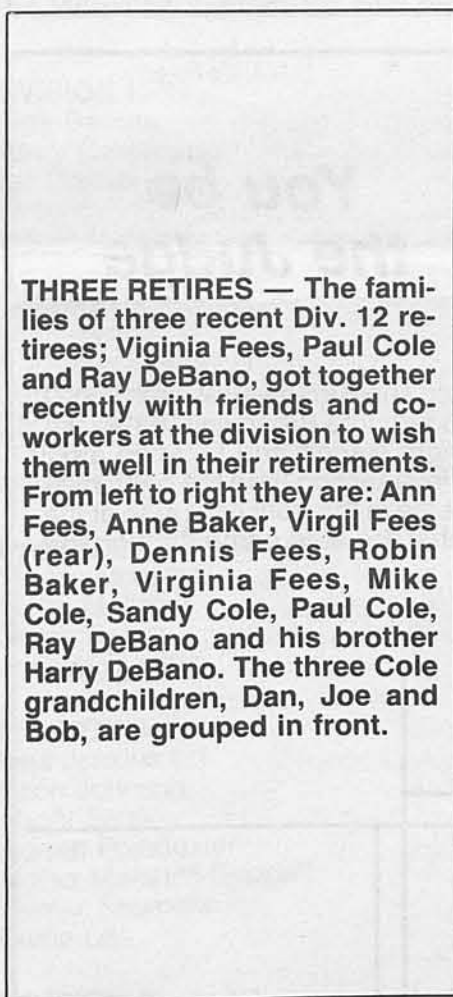 THREE RETIRES — The fami-
lies of three recent Div. 12 re-
tirees; Viginia Fees, Paul Cole
and Ray DeBano, got together
recently with friends and co-
workers at the division to wish
them well in their retirements.
From left to right they are: Ann
Fees, Anne Baker, Virgil Fees
(rear), Dennis Fees, Robin
Baker, Virginia Fees, Mike
Cole, Sandy Cole, Paul Cole,
Ray DeBano and his brother
Harry DeBano. The three Cole
grandchildren, Dan, Joe and
Bob, are grouped in front.
You be
the Judge